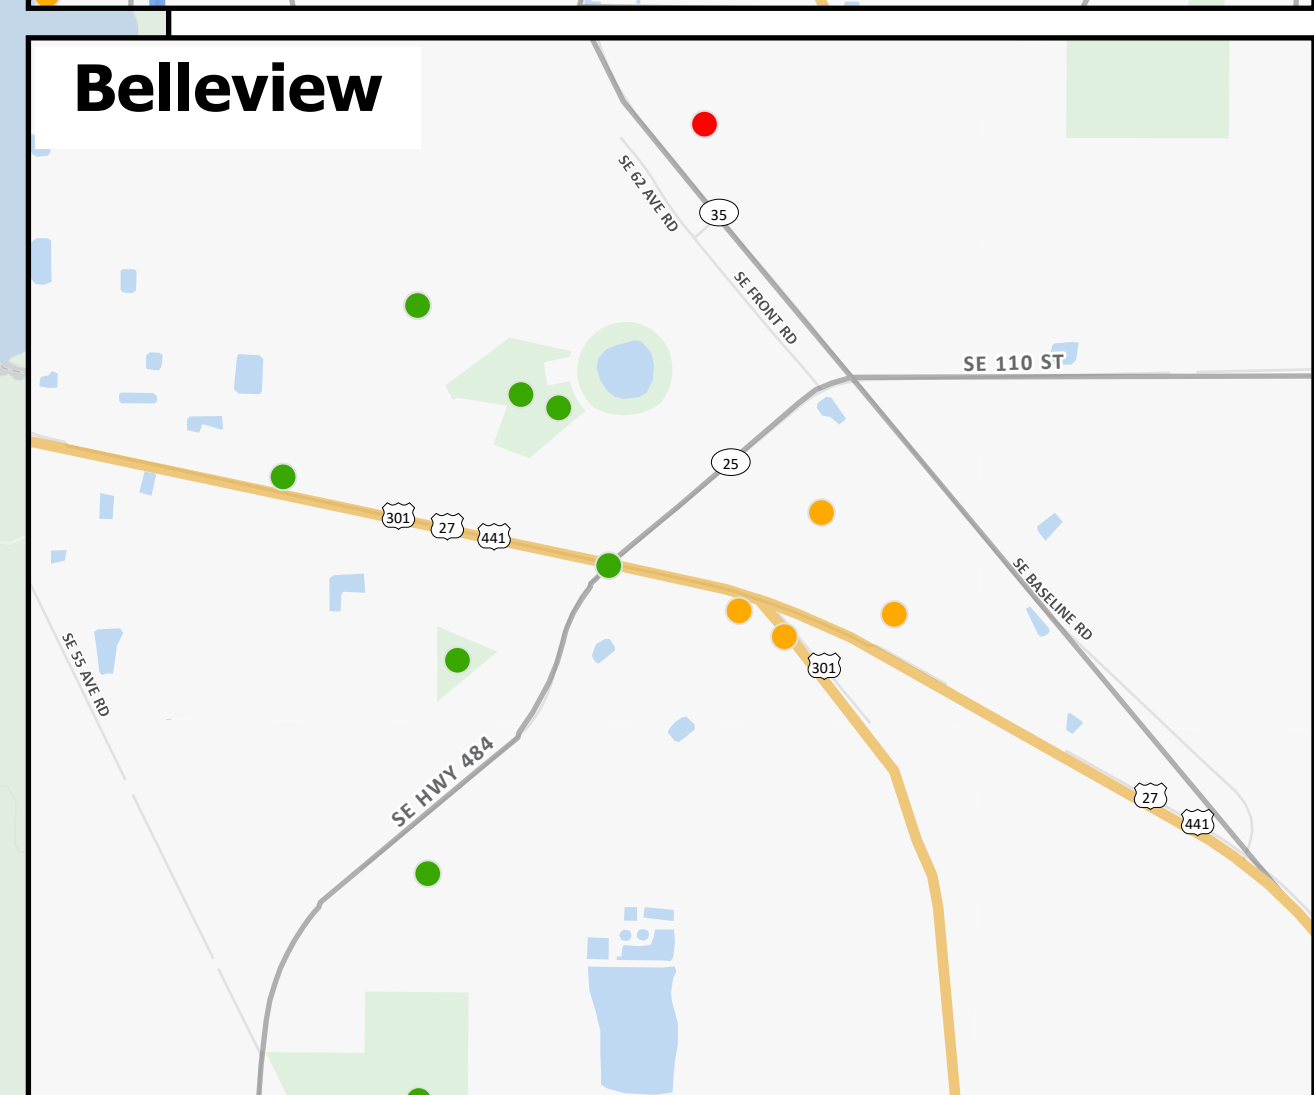 Belleview
SE 62 AVE RD
35
SE FRONT RD
SE 110 ST
25
301
27
441
SE BASELINE RD
SE 55 AVE RD
301
SE HWY 484
27
441